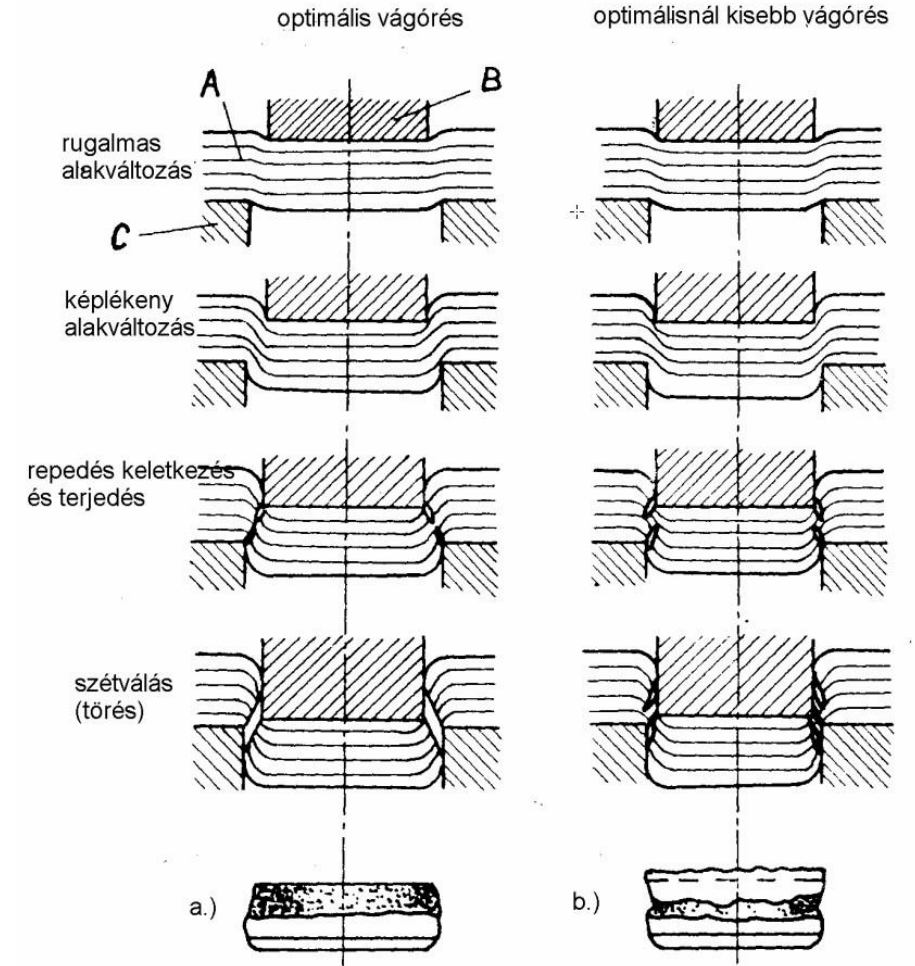 optimális vágórés
optimálisnál kisebb vágórés
A
B
rugalmas
alakváltozás
C
képlékeny
alakváltozás
repedés keletkezés
és terjedés
szétválás
(törés)
a.)
b.)